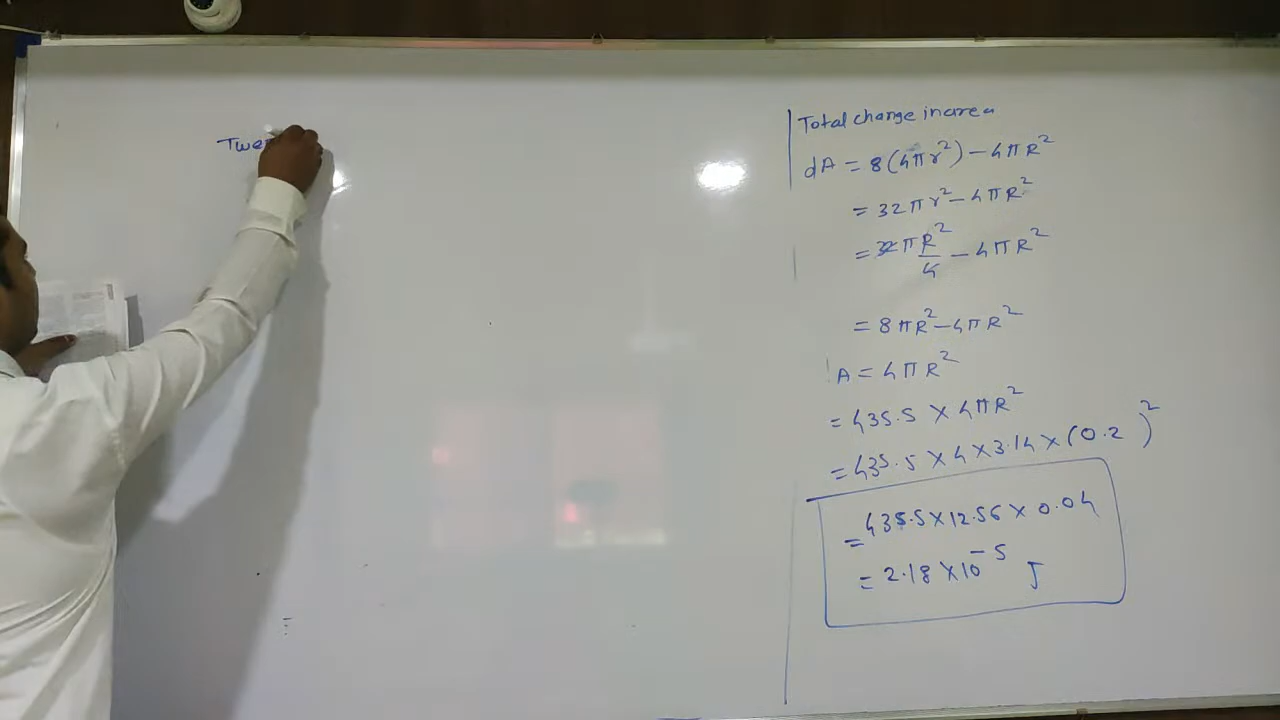 Twe
Total change in area
dA = 8(4πr²) – 4πR²
= 32πr² – 4πR²
= 32πR²/4 – 4πR²
= 8πR² – 4πR²
A = 4πR²
= 435.5 × 4πR²
= 435.5 × 4 × 3.14 × (0.2)²
= 435.5 × 12.56 × 0.04
= 2.18 × 10⁻⁵ J